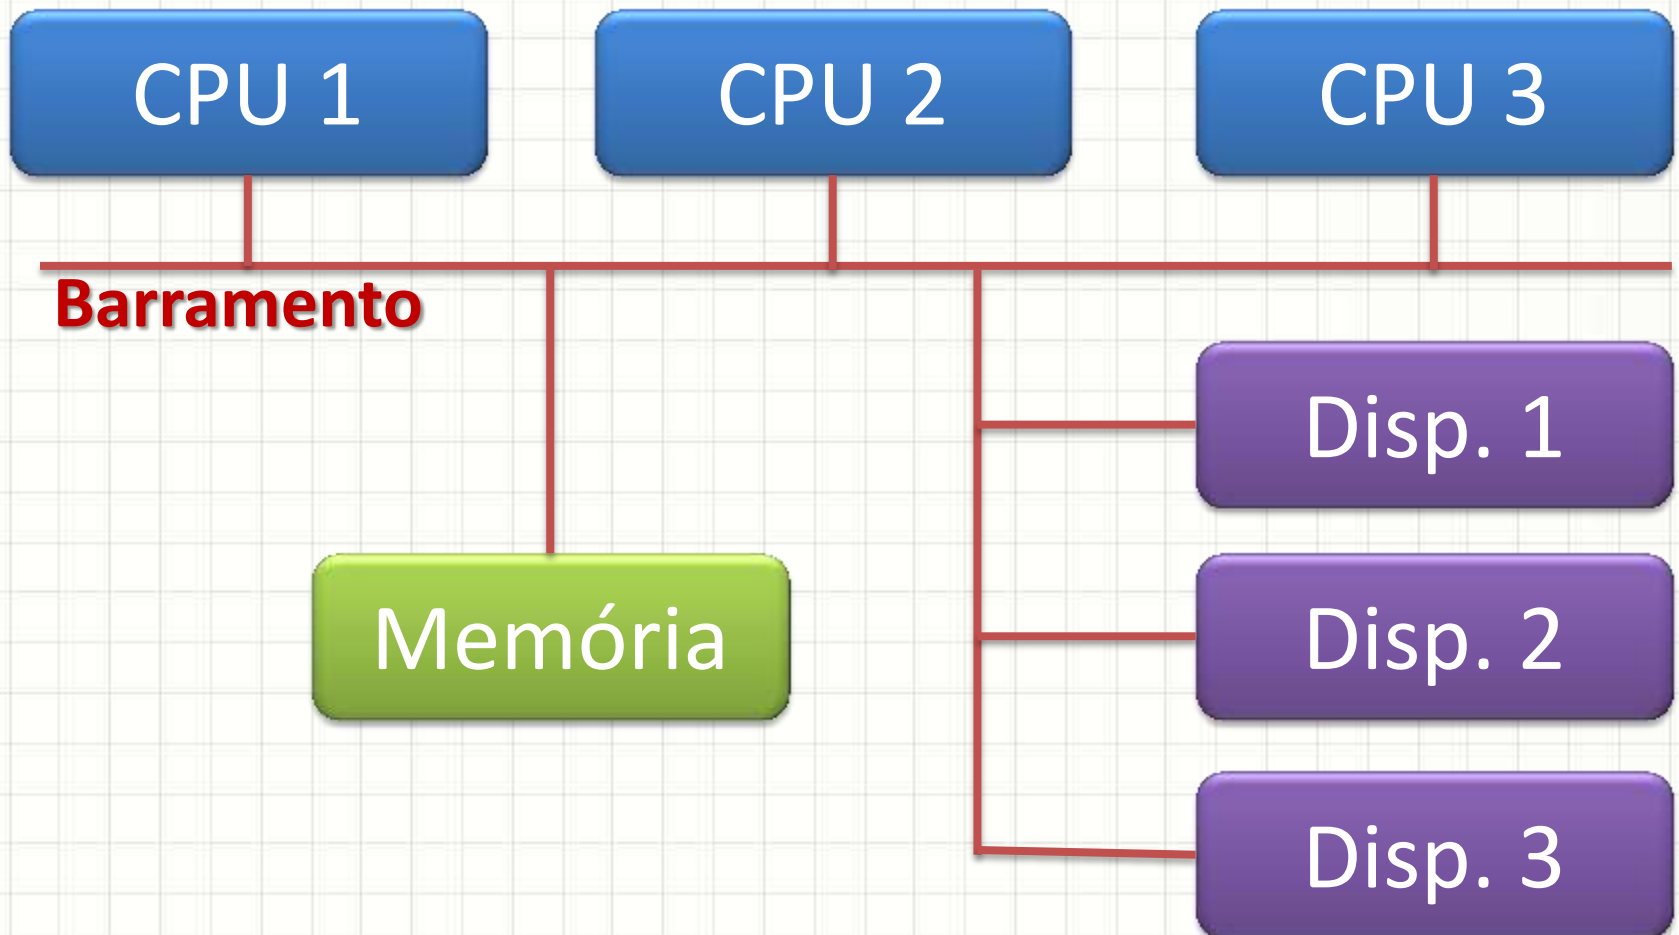 CPU 1
CPU 2
CPU 3
Barramento
Disp. 1
Memória
Disp. 2
Disp. 3